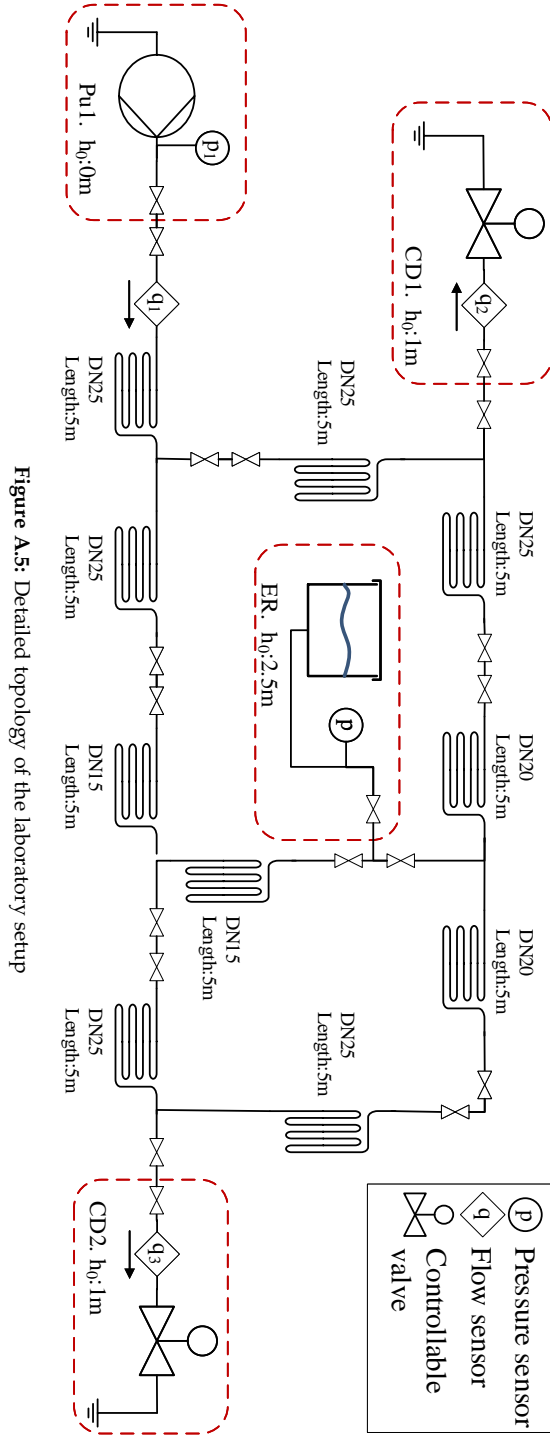 Pressure sensor
Flow sensor
Controllable
valve
p
q
q2
CD1. h0:1m
DN25
Length:5m
DN20
Length:5m
DN20
Length:5m
DN25
Length:5m
p
ER. h0:2.5m
DN25
Length:5m
DN15
Length:5m
p1
Pu1. h0:0m
q1
q3
CD2. h0:1m
DN25
Length:5m
DN25
Length:5m
DN15
Length:5m
DN25
Length:5m
Figure A.5: Detailed topology of the laboratory setup